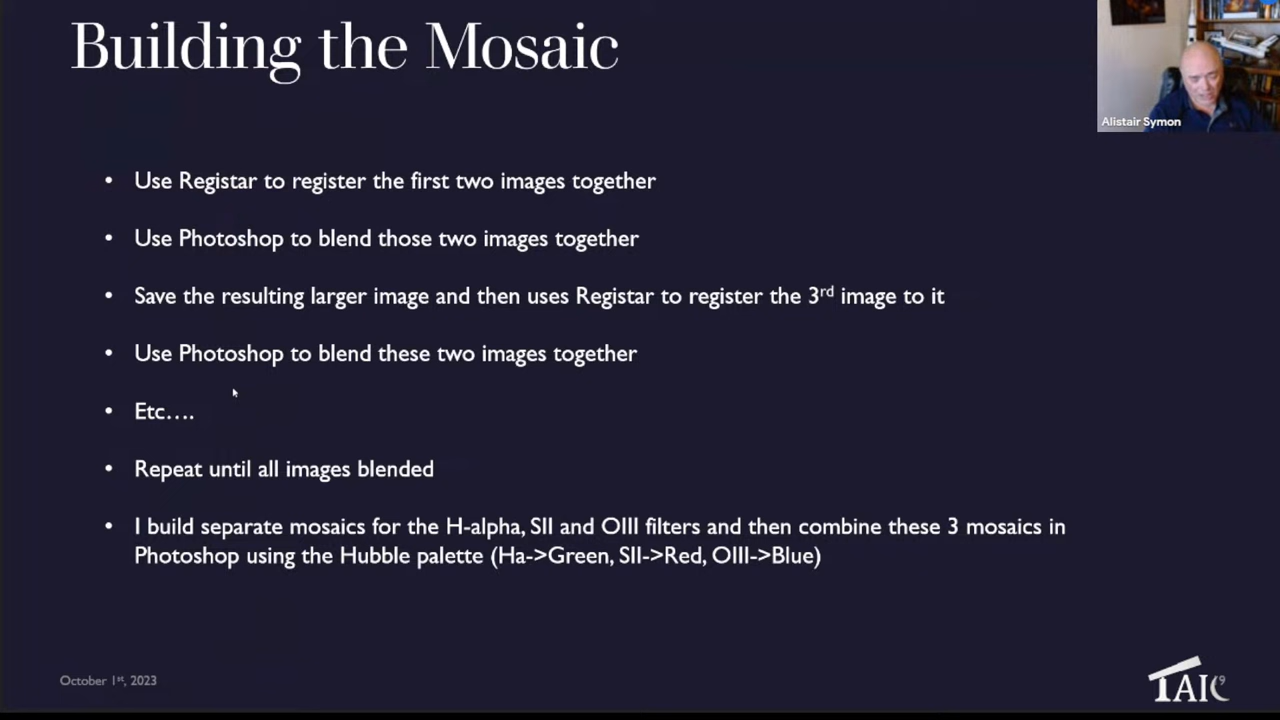 Building the Mosaic
Alistair Symon
• Use Registar to register the first two images together
• Use Photoshop to blend those two images together
• Save the resulting larger image and then uses Registar to register the 3rd image to it
• Use Photoshop to blend these two images together
• Etc….
• Repeat until all images blended
• I build separate mosaics for the H-alpha, SII and OIII filters and then combine these 3 mosaics in
Photoshop using the Hubble palette (Ha->Green, SII->Red, OIII->Blue)
October 1st, 2023
TAIC 9